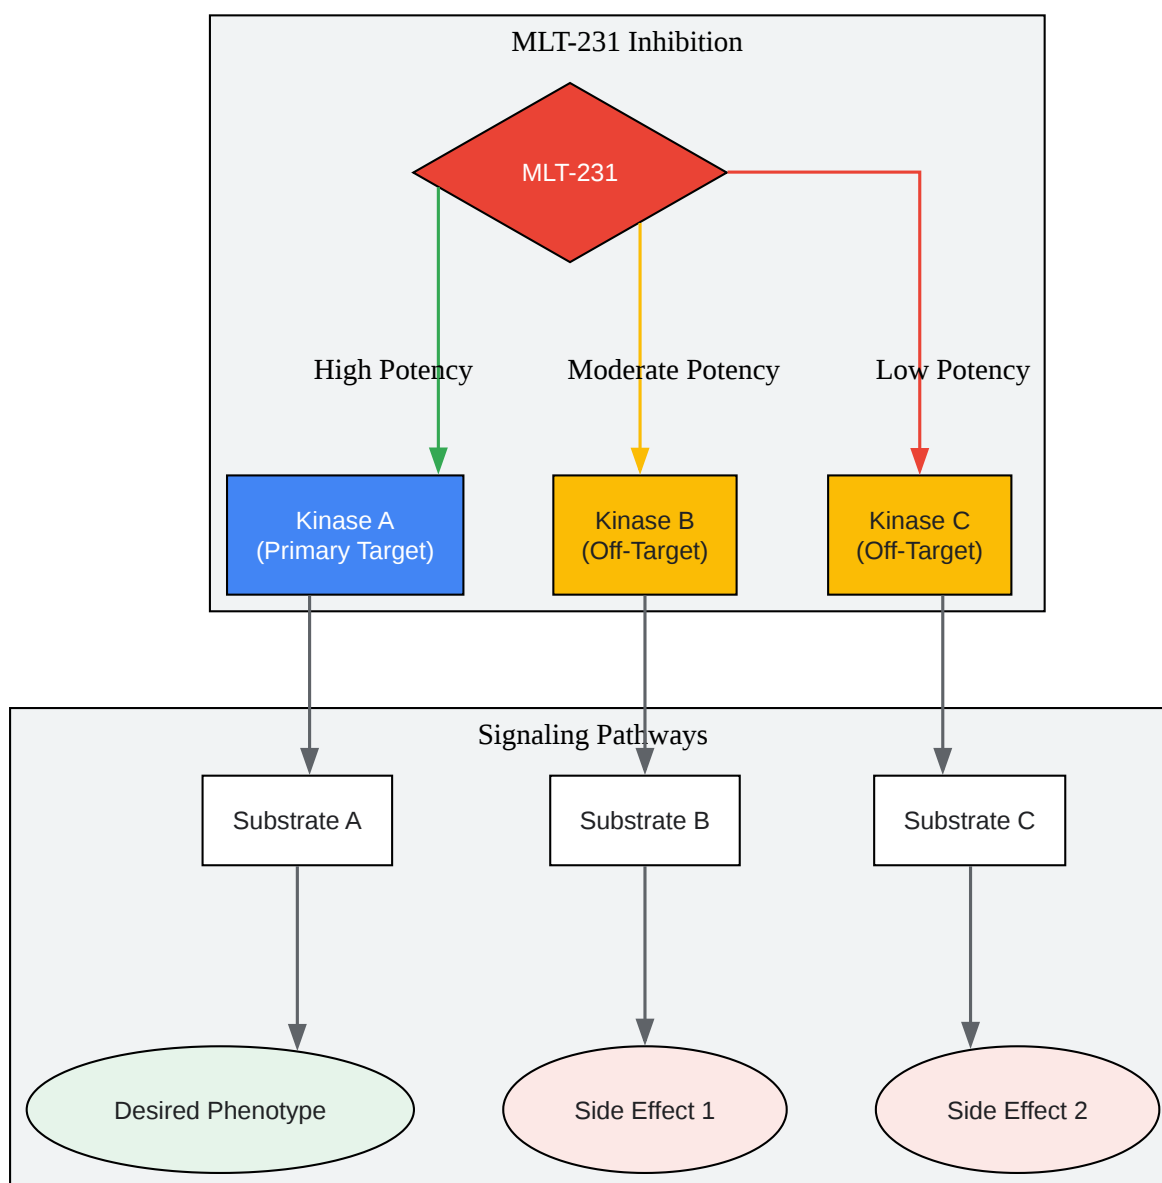 MLT-231 Inhibition
MLT-231
High Potency
Moderate Potency
Low Potency
Kinase A
(Primary Target)
Kinase B
(Off-Target)
Kinase C
(Off-Target)
Signaling Pathways
Substrate A
Substrate B
Substrate C
Desired Phenotype
Side Effect 1
Side Effect 2